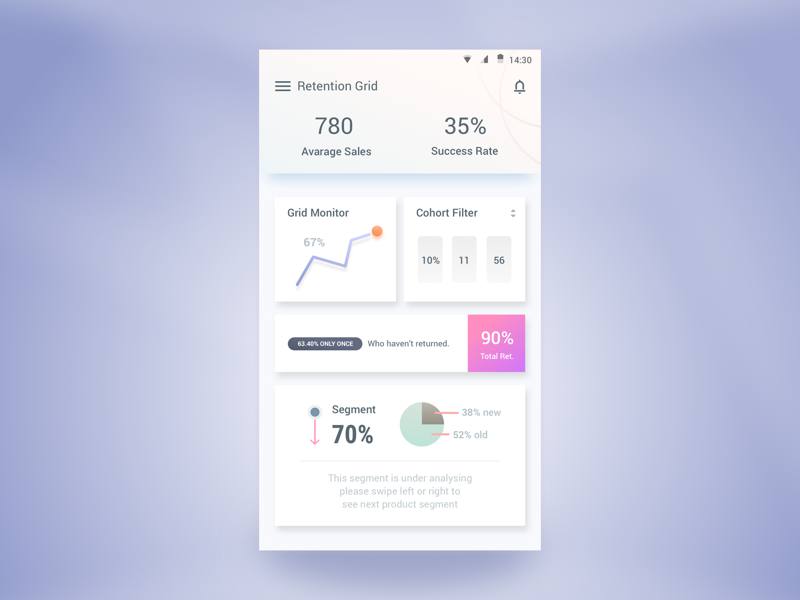 14:30
Retention Grid
780
Avarage Sales
35%
Success Rate
Grid Monitor
67%
Cohort Filter
10%
11
56
63.40% ONLY ONCE
Who haven't returned.
90%
Total Ret.
Segment
70%
38% new
52% old
This segment is under analysing
please swipe left or right to
see next product segment